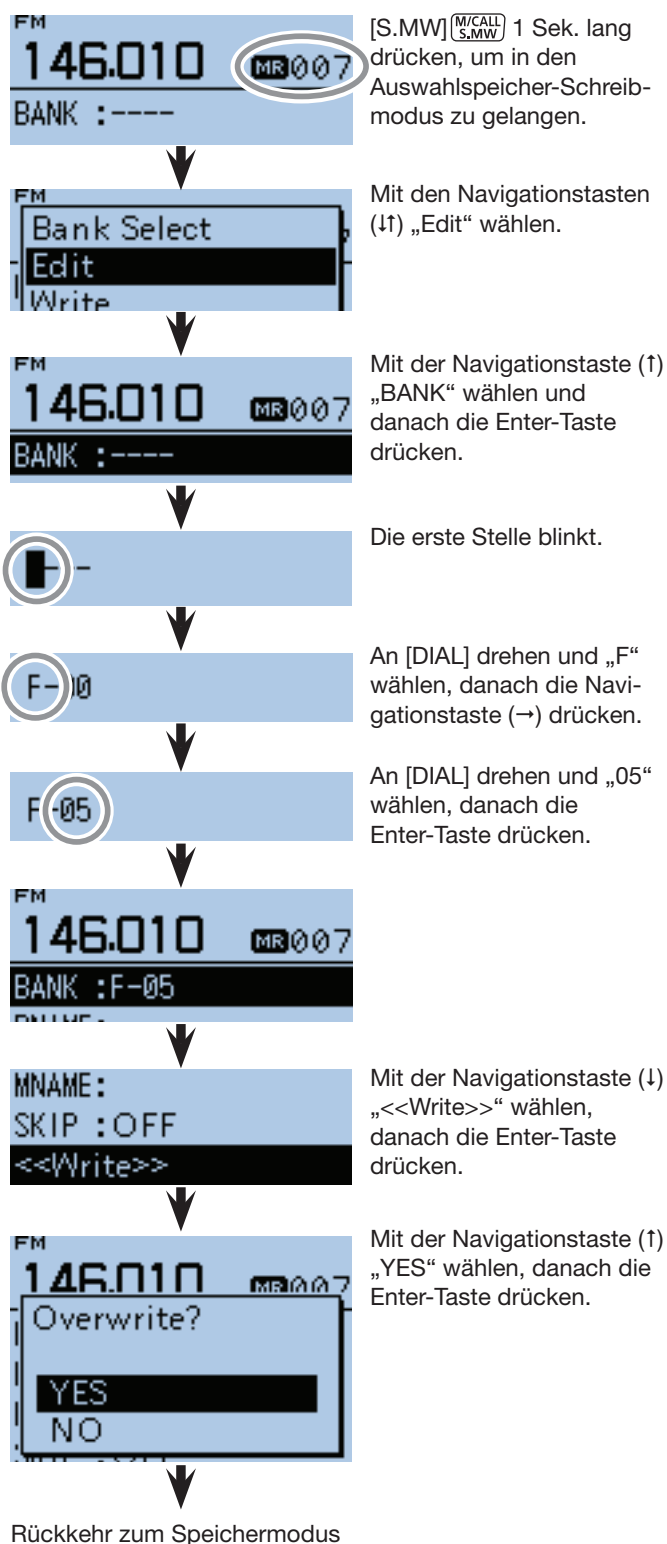 FM
146.010 MR007
BANK :----
[S.MW] M/CALL S.MW 1 Sek. lang
drücken, um in den
Auswahlspeicher-Schreib-
modus zu gelangen.
FM
Bank Select
Edit
Write
Mit den Navigationstasten
(↓↑) „Edit“ wählen.
FM
146.010 MR007
BANK :----
Mit der Navigationstaste (↑)
„BANK“ wählen und
danach die Enter-Taste
drücken.
Die erste Stelle blinkt.
F-00
An [DIAL] drehen und „F“
wählen, danach die Navi-
gationstaste (→) drücken.
F-05
An [DIAL] drehen und „05“
wählen, danach die
Enter-Taste drücken.
FM
146.010 MR007
BANK :F-05
MNAME:
SKIP :OFF
<<Write>>
Mit der Navigationstaste (↓)
„<<Write>>“ wählen,
danach die Enter-Taste
drücken.
FM
146.010 MR007
Overwrite?
YES
NO
Mit der Navigationstaste (↑)
„YES“ wählen, danach die
Enter-Taste drücken.
Rückkehr zum Speichermodus